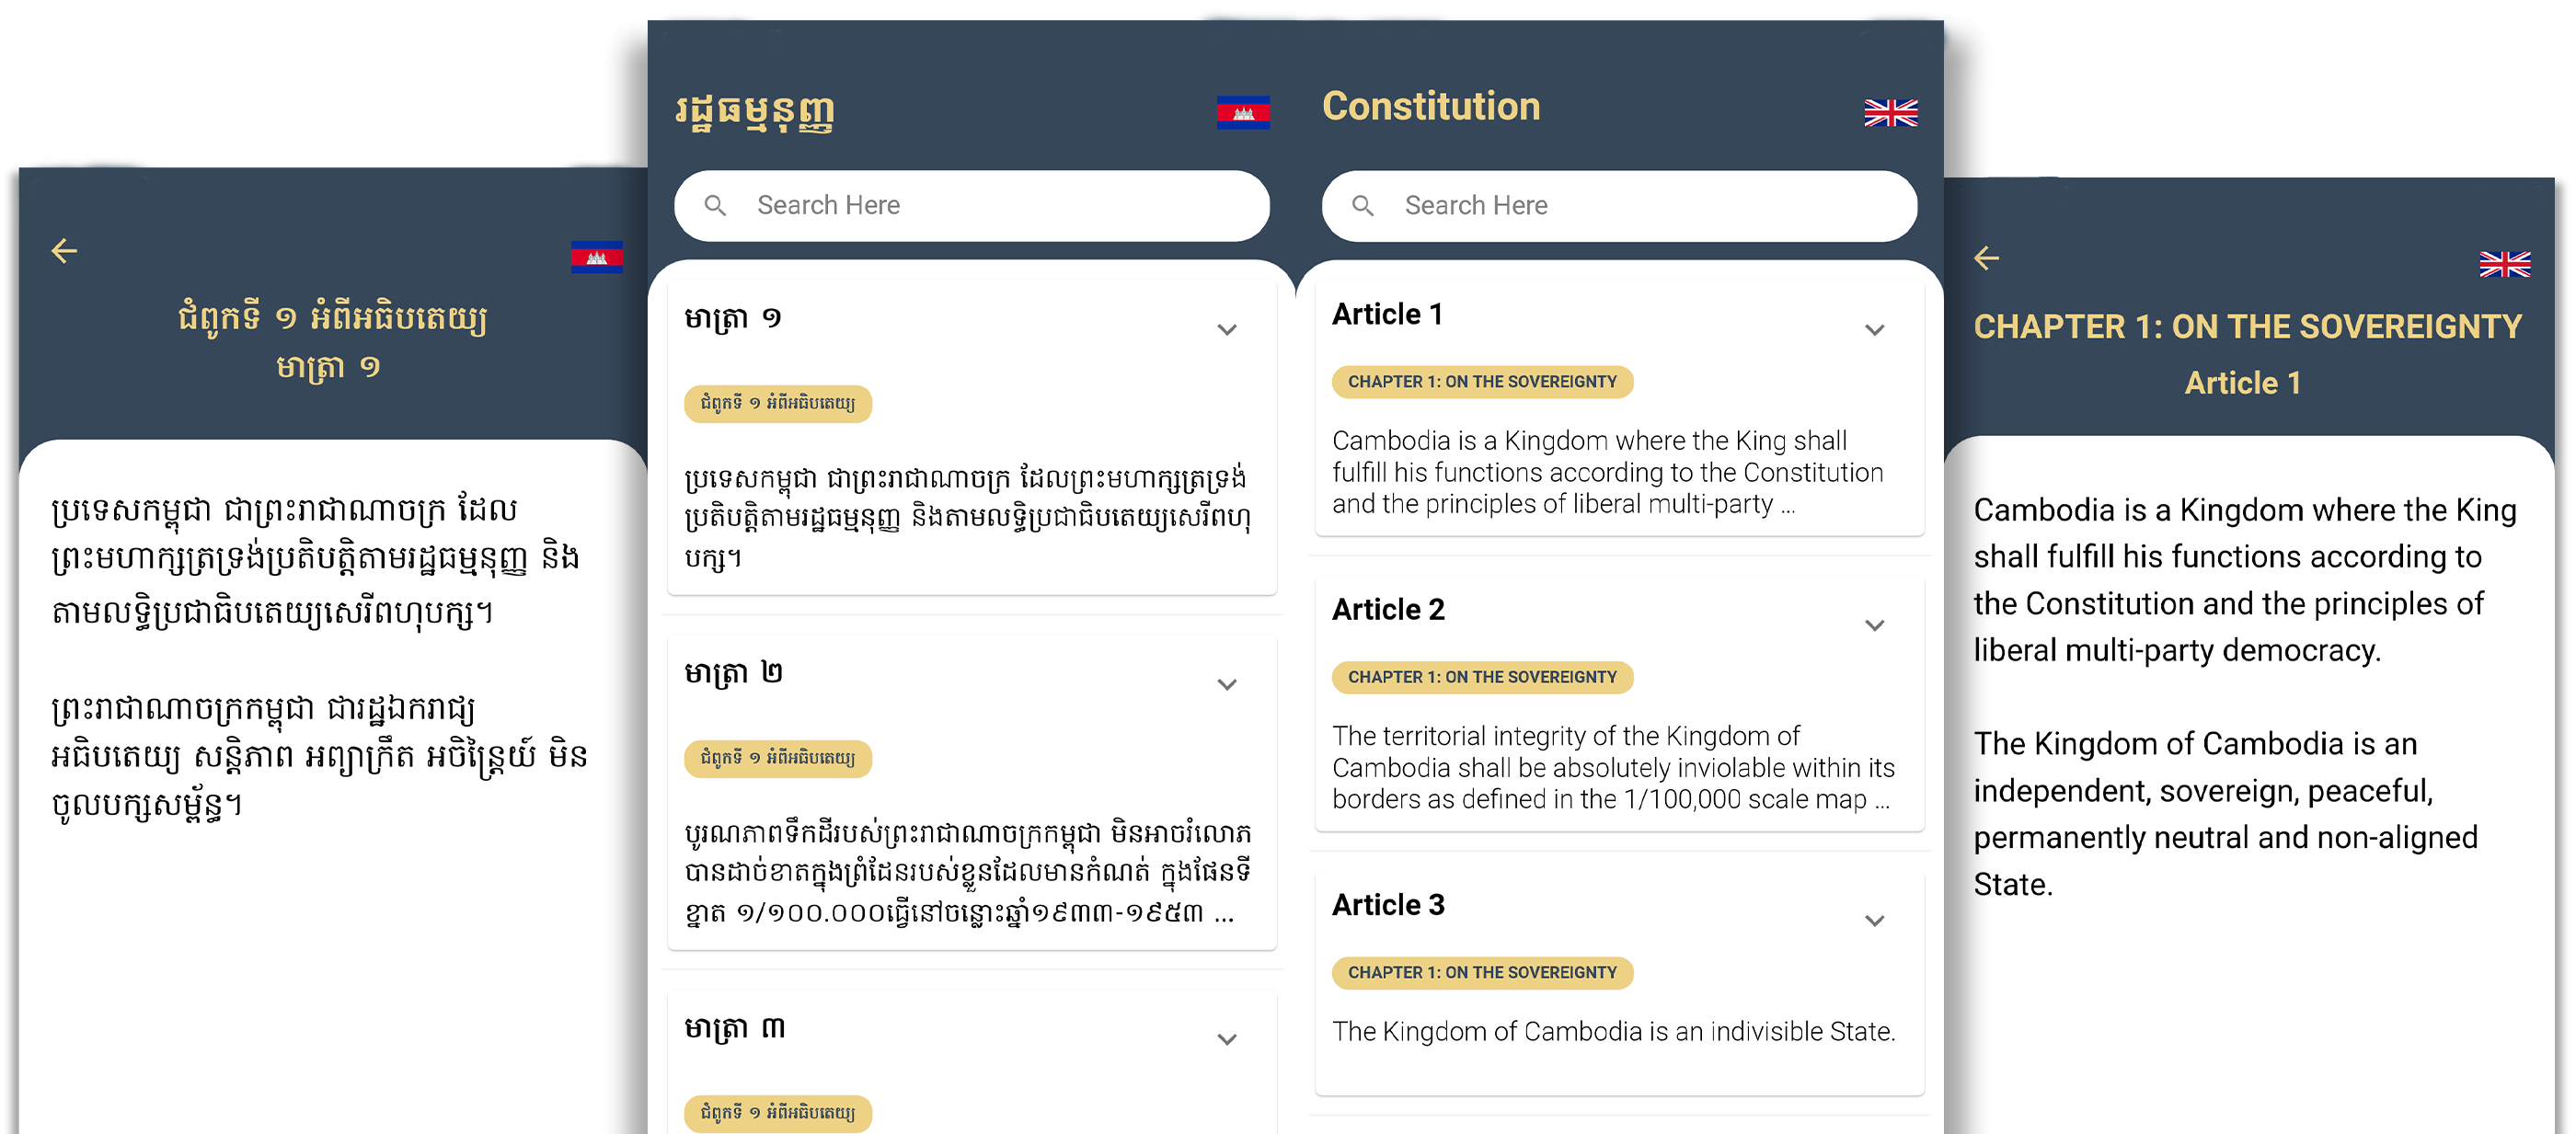 ជំពូកទី ១ អំពីអធិបតេយ្យ
មាត្រា ១
ប្រទេសកម្ពុជា ជាព្រះរាជាណាចក្រ ដែល
ព្រះមហាក្សត្រទ្រង់ប្រតិបត្តិតាមរដ្ឋធម្មនុញ្ញ និង
តាមលទ្ធិប្រជាធិបតេយ្យសេរីពហុបក្ស។
ព្រះរាជាណាចក្រកម្ពុជា ជារដ្ឋឯករាជ្យ
អធិបតេយ្យ សន្តិភាព អព្យាក្រឹត អចិន្ត្រៃយ៍ មិន
ចូលបក្សសម្ព័ន្ធ។
រដ្ឋធម្មនុញ្ញ
Search Here
មាត្រា ១
ជំពូកទី ១ អំពីអធិបតេយ្យ
ប្រទេសកម្ពុជា ជាព្រះរាជាណាចក្រ ដែលព្រះមហាក្សត្រទ្រង់
ប្រតិបត្តិតាមរដ្ឋធម្មនុញ្ញ និងតាមលទ្ធិប្រជាធិបតេយ្យសេរីពហុ
បក្ស។
មាត្រា ២
ជំពូកទី ១ អំពីអធិបតេយ្យ
បូរណភាពទឹកដីរបស់ព្រះរាជាណាចក្រកម្ពុជា មិនអាចរំលោភ
បានដាច់ខាតក្នុងព្រំដែនរបស់ខ្លួនដែលមានកំណត់ ក្នុងផែនទី
ខ្នាត ១/១០០.០០០ធ្វើនៅចន្លោះឆ្នាំ១៩៣៣-១៩៥៣ ...
មាត្រា ៣
ជំពូកទី ១ អំពីអធិបតេយ្យ
Constitution
Search Here
Article 1
CHAPTER 1: ON THE SOVEREIGNTY
Cambodia is a Kingdom where the King shall
fulfill his functions according to the Constitution
and the principles of liberal multi-party ...
Article 2
CHAPTER 1: ON THE SOVEREIGNTY
The territorial integrity of the Kingdom of
Cambodia shall be absolutely inviolable within its
borders as defined in the 1/100,000 scale map ...
Article 3
CHAPTER 1: ON THE SOVEREIGNTY
The Kingdom of Cambodia is an indivisible State.
CHAPTER 1: ON THE SOVEREIGNTY
Article 1
Cambodia is a Kingdom where the King
shall fulfill his functions according to
the Constitution and the principles of
liberal multi-party democracy.
The Kingdom of Cambodia is an
independent, sovereign, peaceful,
permanently neutral and non-aligned
State.